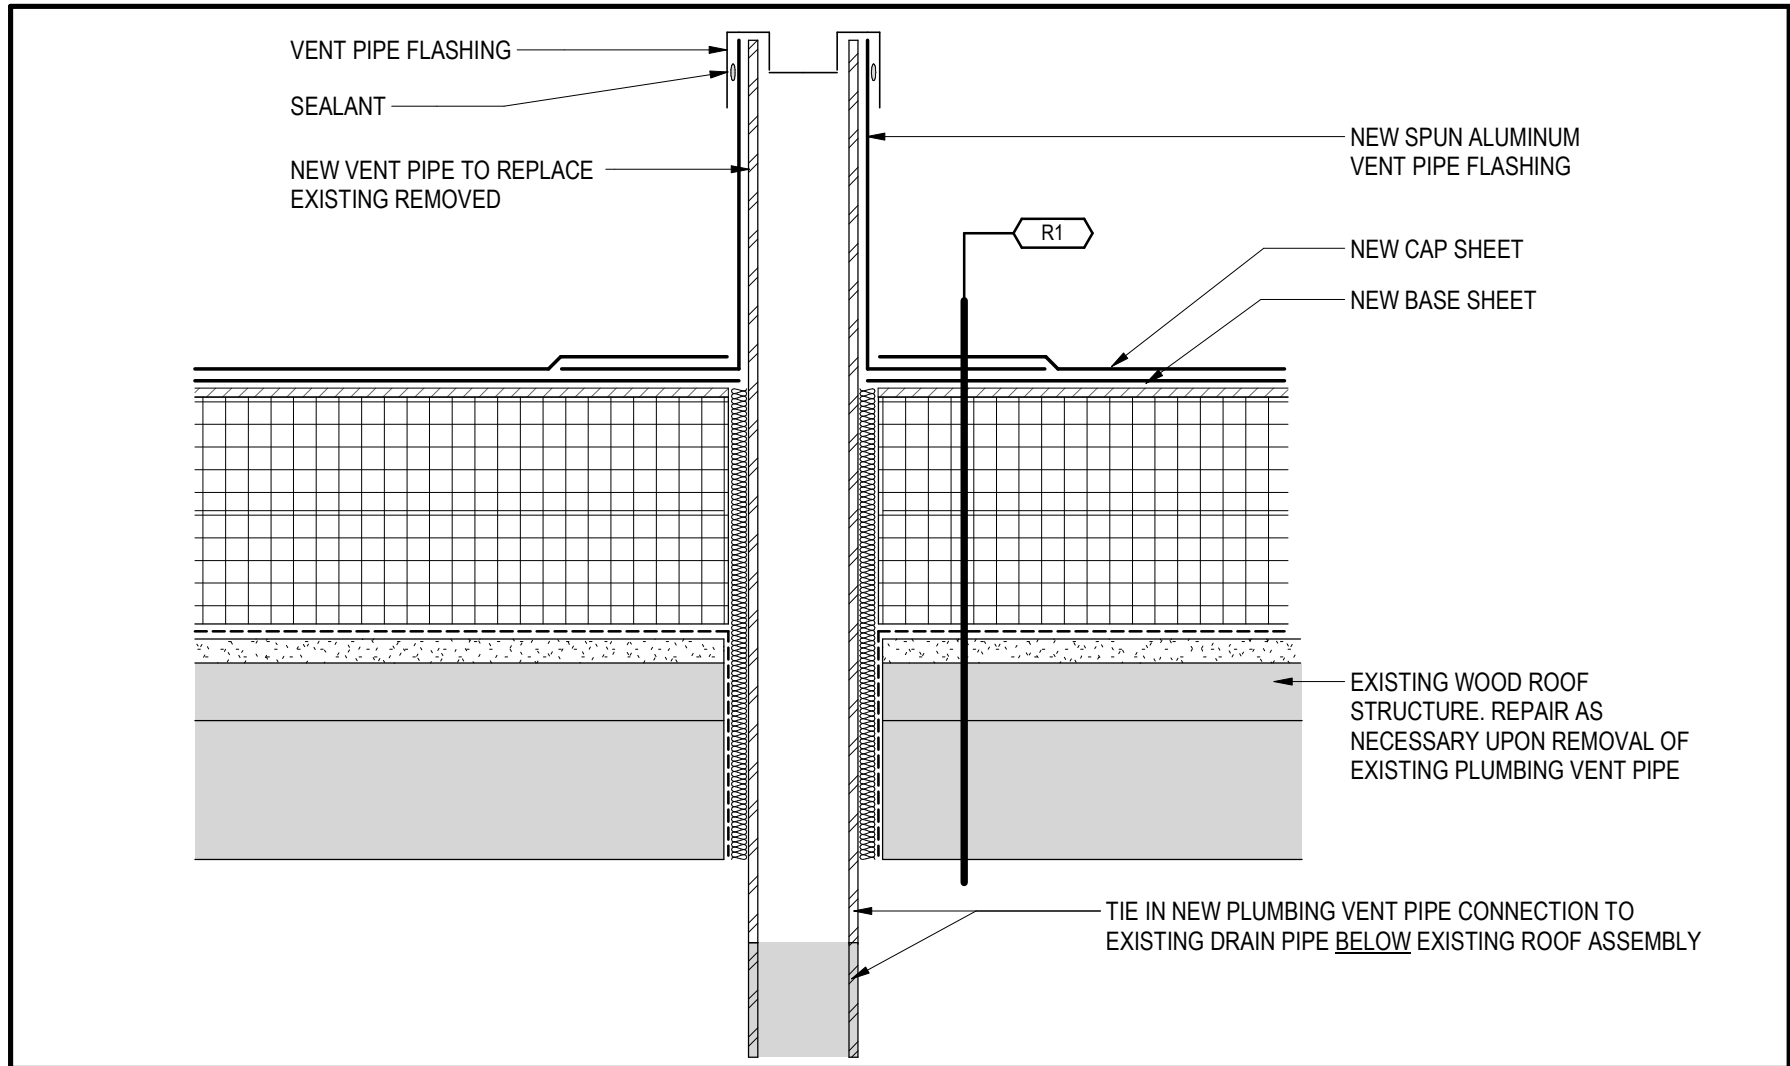 VENT PIPE FLASHING
SEALANT
NEW VENT PIPE TO REPLACE
EXISTING REMOVED
NEW SPUN ALUMINUM
VENT PIPE FLASHING
R1
NEW CAP SHEET
NEW BASE SHEET
EXISTING WOOD ROOF
STRUCTURE. REPAIR AS
NECESSARY UPON REMOVAL OF
EXISTING PLUMBING VENT PIPE
TIE IN NEW PLUMBING VENT PIPE CONNECTION TO
EXISTING DRAIN PIPE BELOW EXISTING ROOF ASSEMBLY